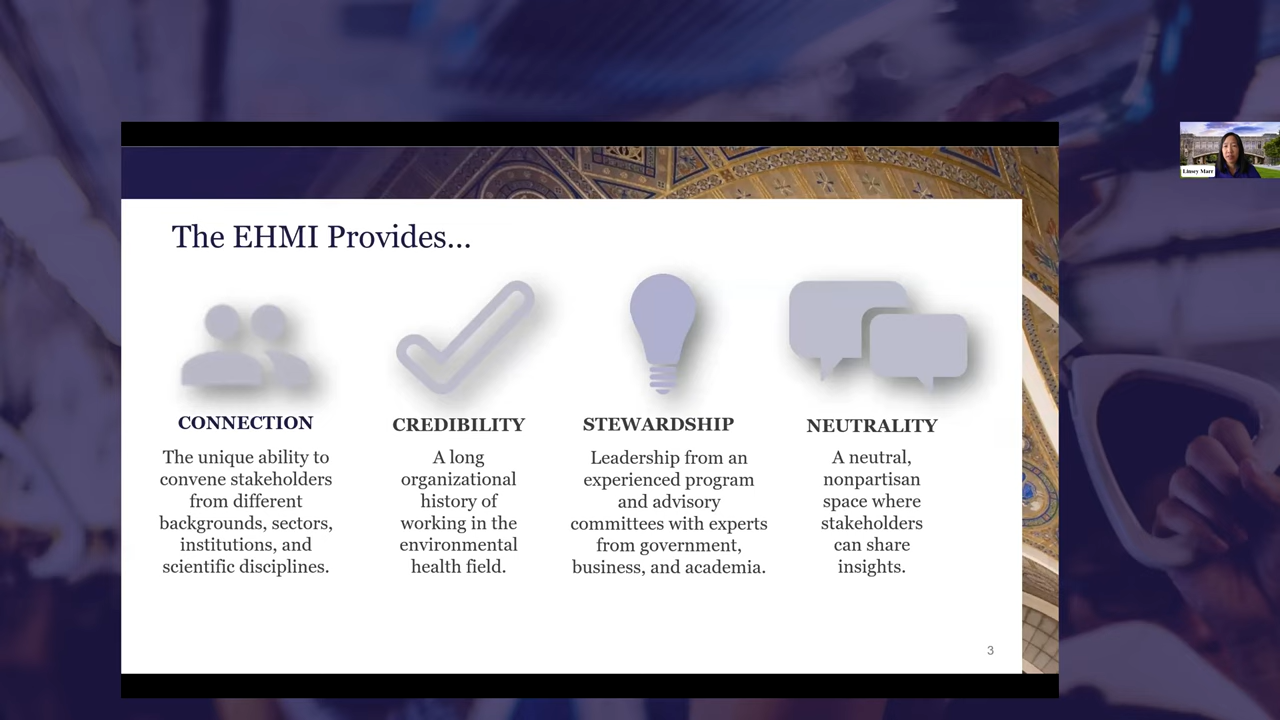 The EHMI Provides...
CONNECTION
The unique ability to
convene stakeholders
from different
backgrounds, sectors,
institutions, and
scientific disciplines.
CREDIBILITY
A long
organizational
history of
working in the
environmental
health field.
STEWARDSHIP
Leadership from an
experienced program
and advisory
committees with experts
from government,
business, and academia.
NEUTRALITY
A neutral,
nonpartisan
space where
stakeholders
can share
insights.
3
Linsey Marr